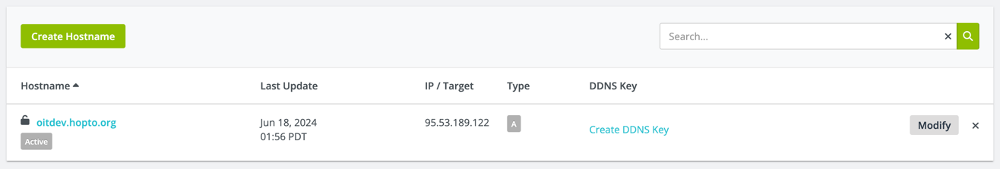 Create Hostname
Search...
Hostname Last Update IP / Target Type DDNS Key
oitdev.hopto.org Jun 18, 2024 95.53.189.122 A Create DDNS Key Modify
Active 01:56 PDT